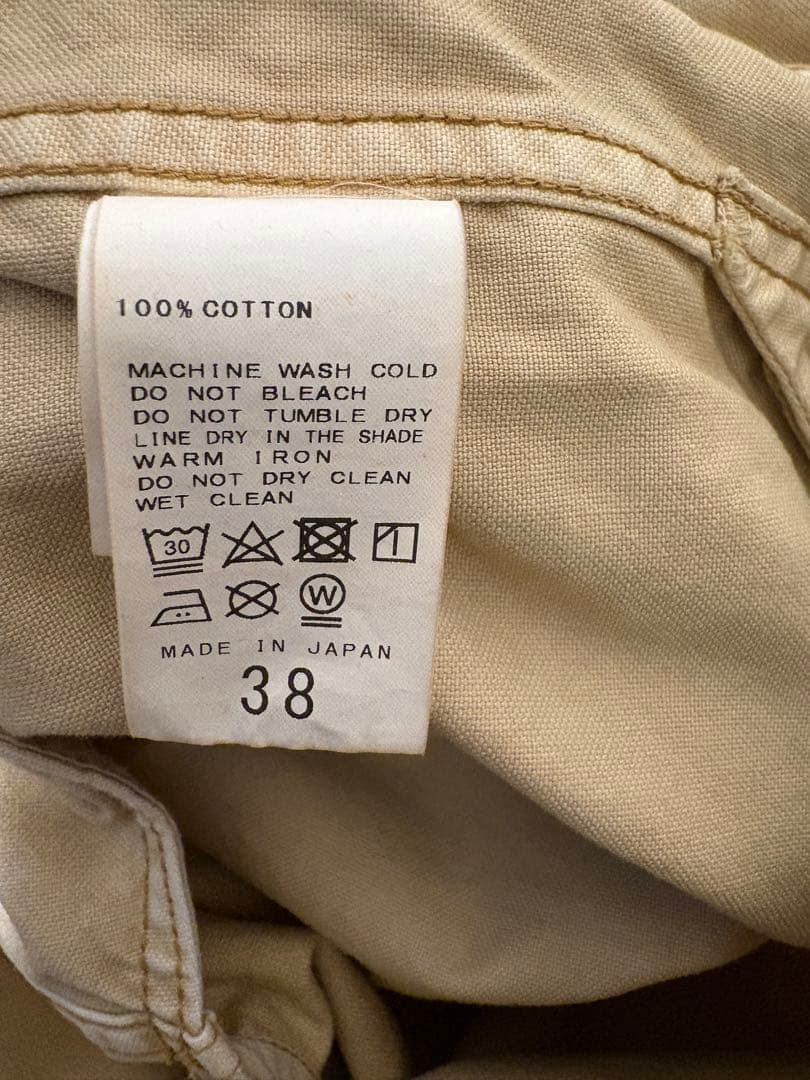 100% COTTON
MACHINE WASH COLD
DO NOT BLEACH
DO NOT TUMBLE DRY
LINE DRY IN THE SHADE
WARM IRON
DO NOT DRY CLEAN
WET CLEAN
30
W
MADE IN JAPAN
38